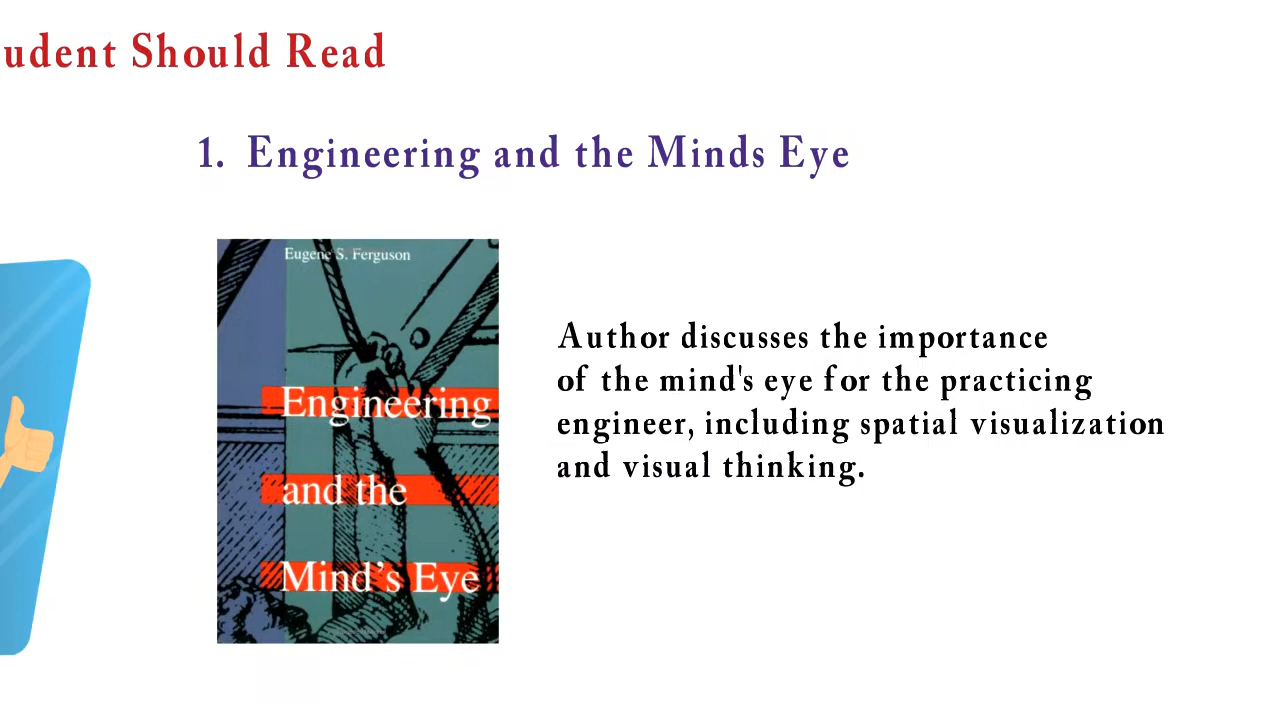 udent Should Read
1. Engineering and the Minds Eye
Eugene S. Ferguson
Engineering
and the
Mind's Eye
Author discusses the importance
of the mind's eye for the practicing
engineer, including spatial visualization
and visual thinking.